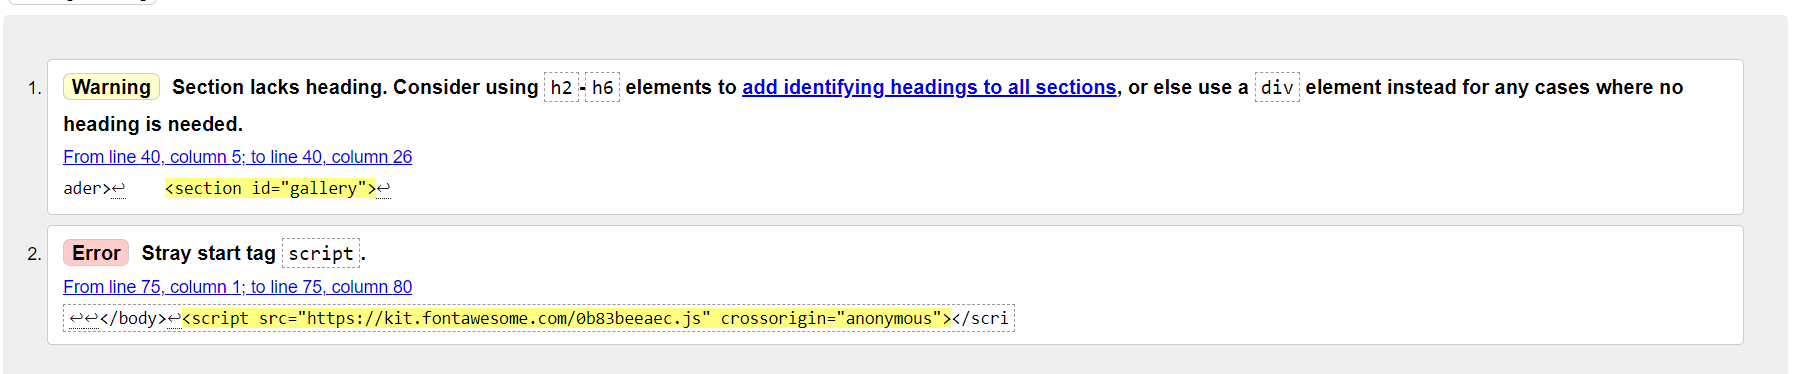 1. Warning Section lacks heading. Consider using h2-h6 elements to add identifying headings to all sections, or else use a div element instead for any cases where no
heading is needed.
From line 40, column 5; to line 40, column 26
ader>↩ <section id="gallery">↩
2. Error Stray start tag script.
From line 75, column 1; to line 75, column 80
↩↩</body>↩<script src="https://kit.fontawesome.com/0b83beeaec.js" crossorigin="anonymous"></scri